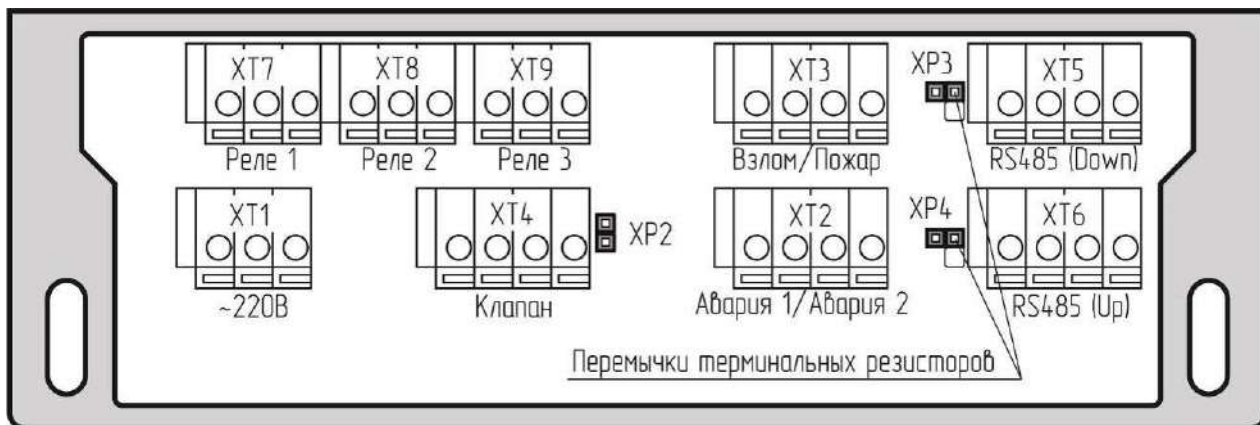 XT7 XT8 XT9 XT3 XP3 XT5
Реле 1 Реле 2 Реле 3 Взлом/Пожар RS485 (Down)
XT1 XT4 XP2 XT2 XP4 XT6
~220В Клапан Авария 1/Авария 2 RS485 (Up)
Перемычки терминальных резисторов